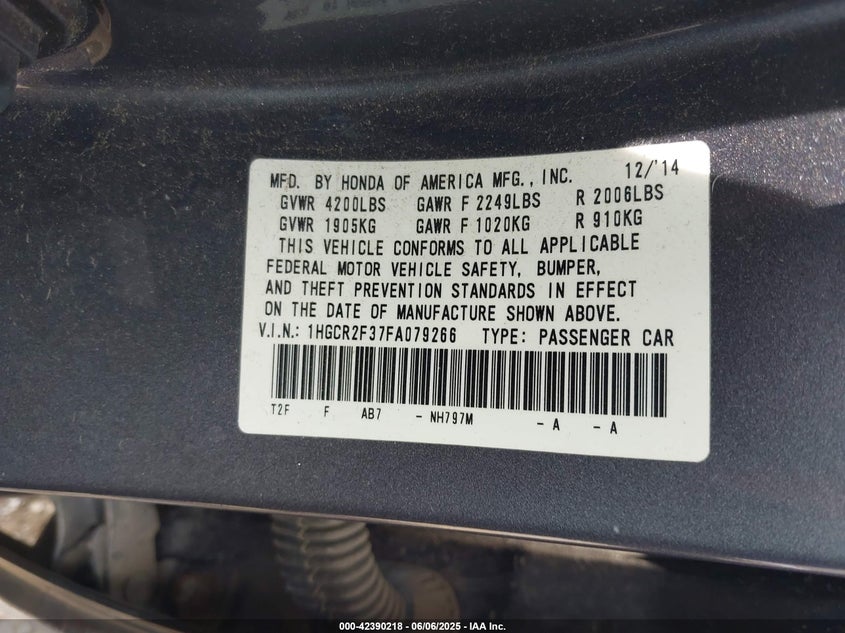 MFD. BY HONDA OF AMERICA MFG., INC. 12/'14
GVWR 4200LBS GAWR F 2249LBS R 2006LBS
GVWR 1905KG GAWR F 1020KG R 910KG
THIS VEHICLE CONFORMS TO ALL APPLICABLE
FEDERAL MOTOR VEHICLE SAFETY, BUMPER,
AND THEFT PREVENTION STANDARDS IN EFFECT
ON THE DATE OF MANUFACTURE SHOWN ABOVE.
V.I.N.: 1HGCR2F37FA079266 TYPE: PASSENGER CAR
T2F F AB7 - NH797M - A - A
000-42390218 - 06/06/2025 - IAA Inc.